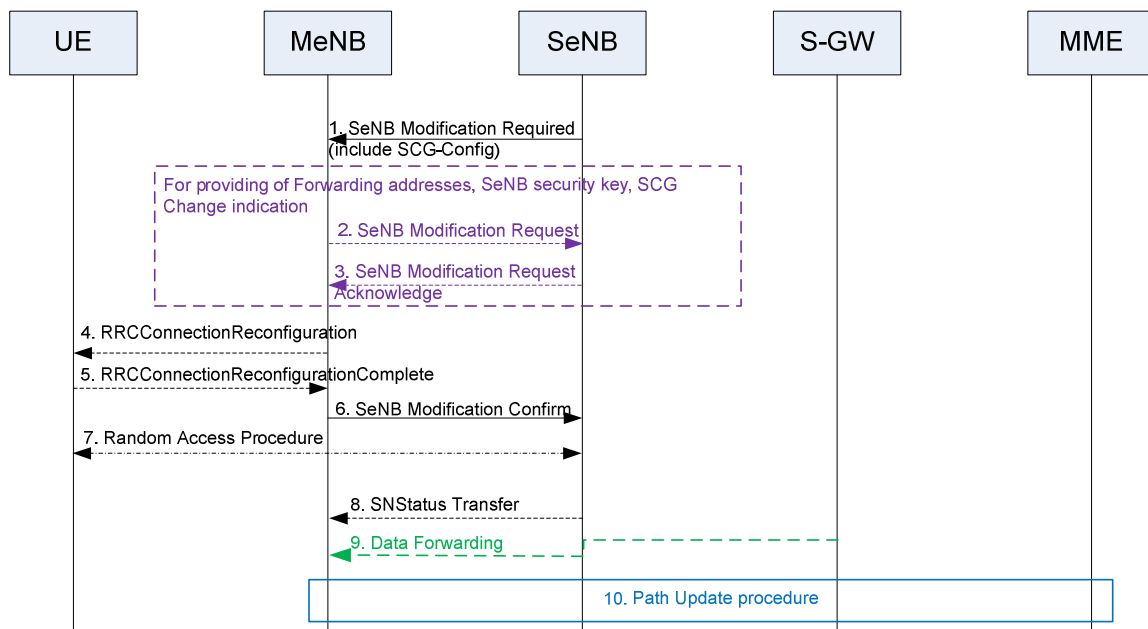 UE
MeNB
SeNB
S-GW
MME
1. SeNB Modification Required
(include SCG-Config)
For providing of Forwarding addresses, SeNB security key, SCG
Change indication
2. SeNB Modification Request
3. SeNB Modification Request
Acknowledge
4. RRCConnectionReconfiguration
5. RRCConnectionReconfigurationComplete
6. SeNB Modification Confirm
7. Random Access Procedure
8. SNStatus Transfer
9. Data Forwarding
10. Path Update procedure